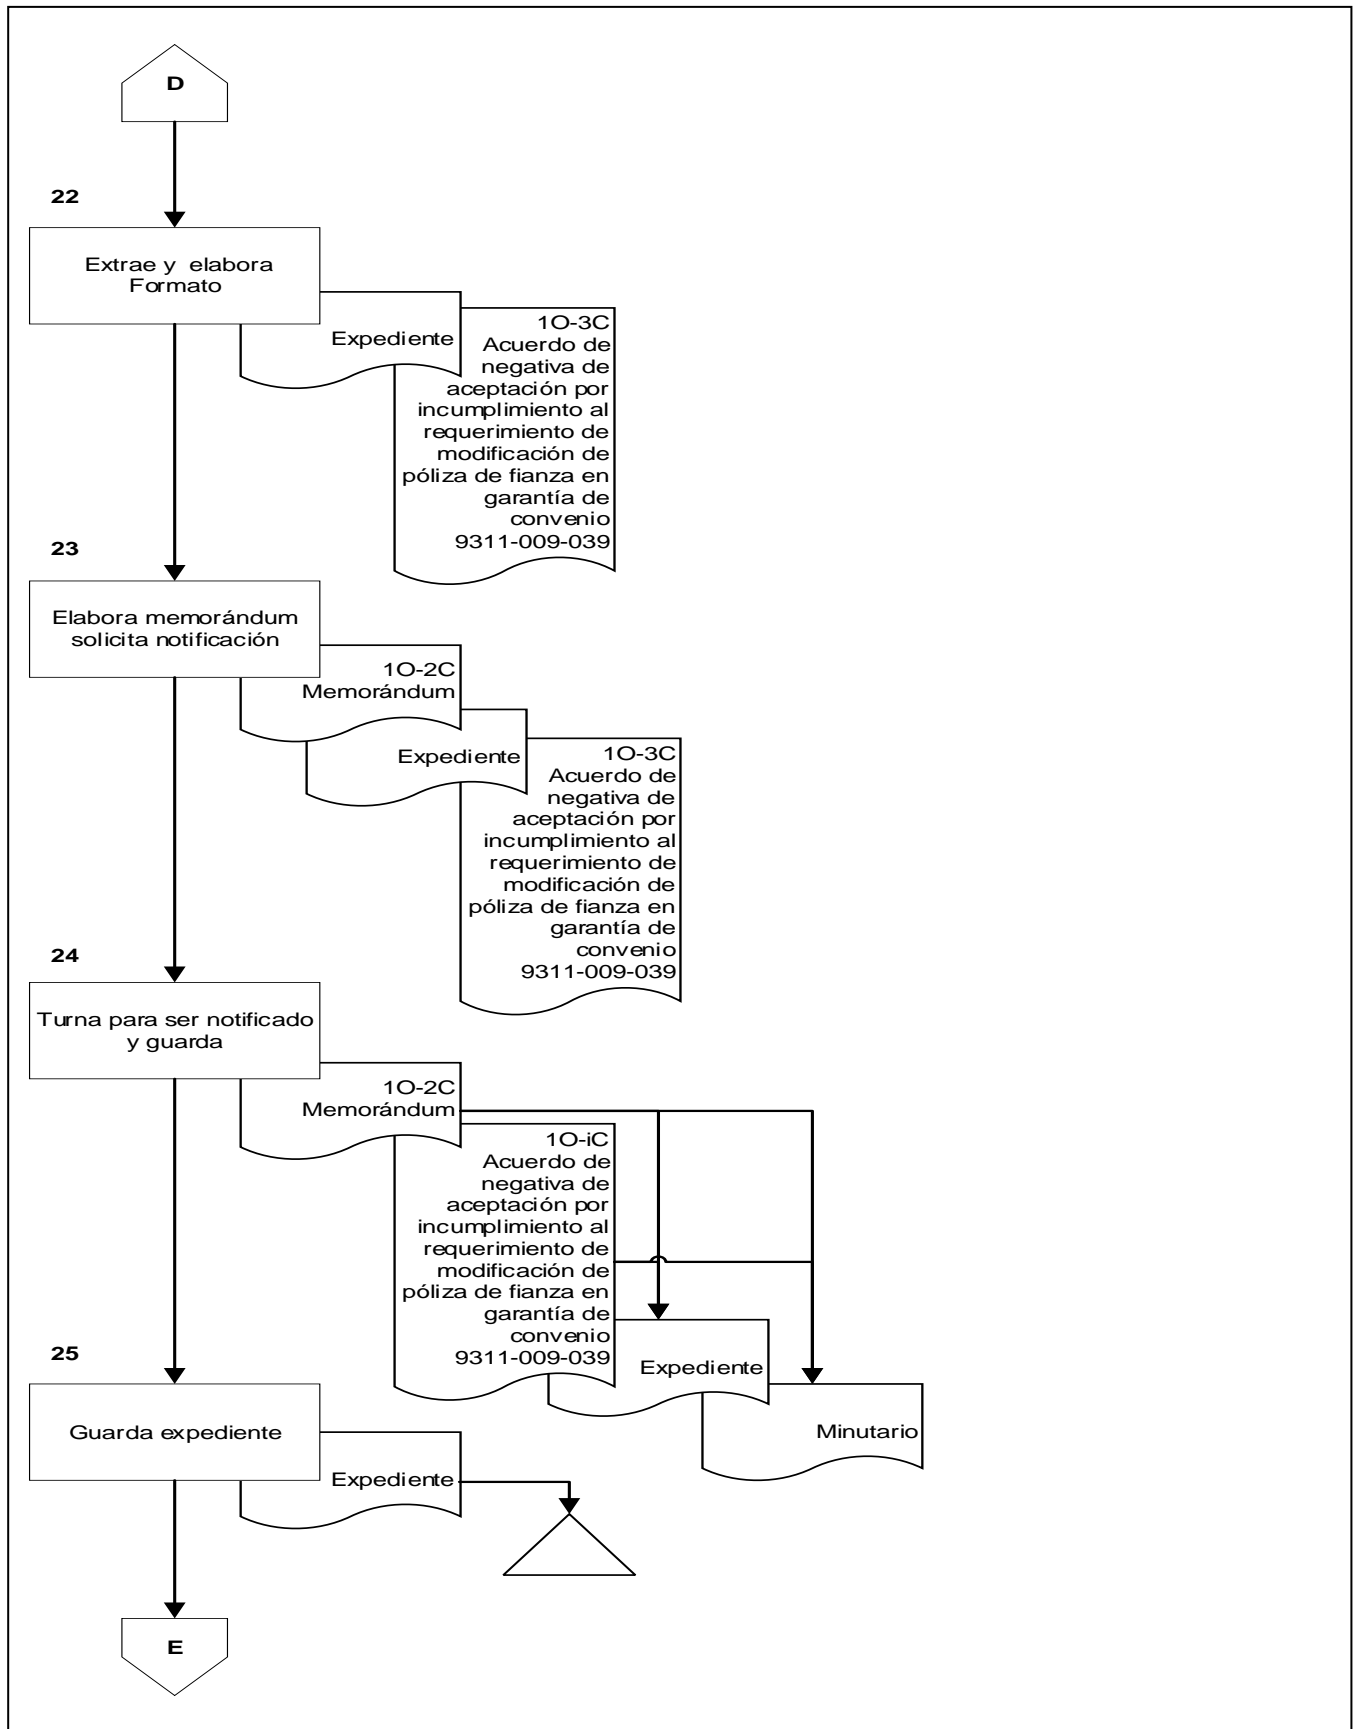 D
22
Extrae y elabora
Formato
Expediente
1O-3C
Acuerdo de
negativa de
aceptación por
incumplimiento al
requerimiento de
modificación de
póliza de fianza en
garantía de
convenio
9311-009-039
23
Elabora memorándum
solicita notificación
1O-2C
Memorándum
Expediente
1O-3C
Acuerdo de
negativa de
aceptación por
incumplimiento al
requerimiento de
modificación de
póliza de fianza en
garantía de
convenio
9311-009-039
24
Turna para ser notificado
y guarda
1O-2C
Memorándum
1O-iC
Acuerdo de
negativa de
aceptación por
incumplimiento al
requerimiento de
modificación de
póliza de fianza en
garantía de
convenio
9311-009-039
Expediente
Minutario
25
Guarda expediente
Expediente
E